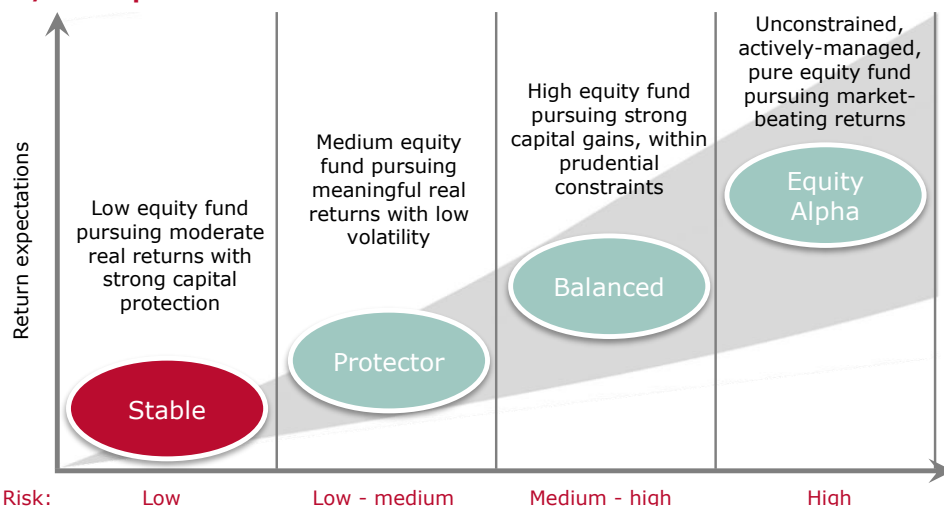 Return expectations
Low equity fund
pursuing moderate
real returns with
strong capital
protection
Stable
Medium equity
fund pursuing
meaningful real
returns with low
volatility
Protector
High equity fund
pursuing strong
capital gains, within
prudential
constraints
Balanced
Unconstrained,
actively-managed,
pure equity fund
pursuing market-
beating returns
Equity
Alpha
Risk: Low Low - medium Medium - high High